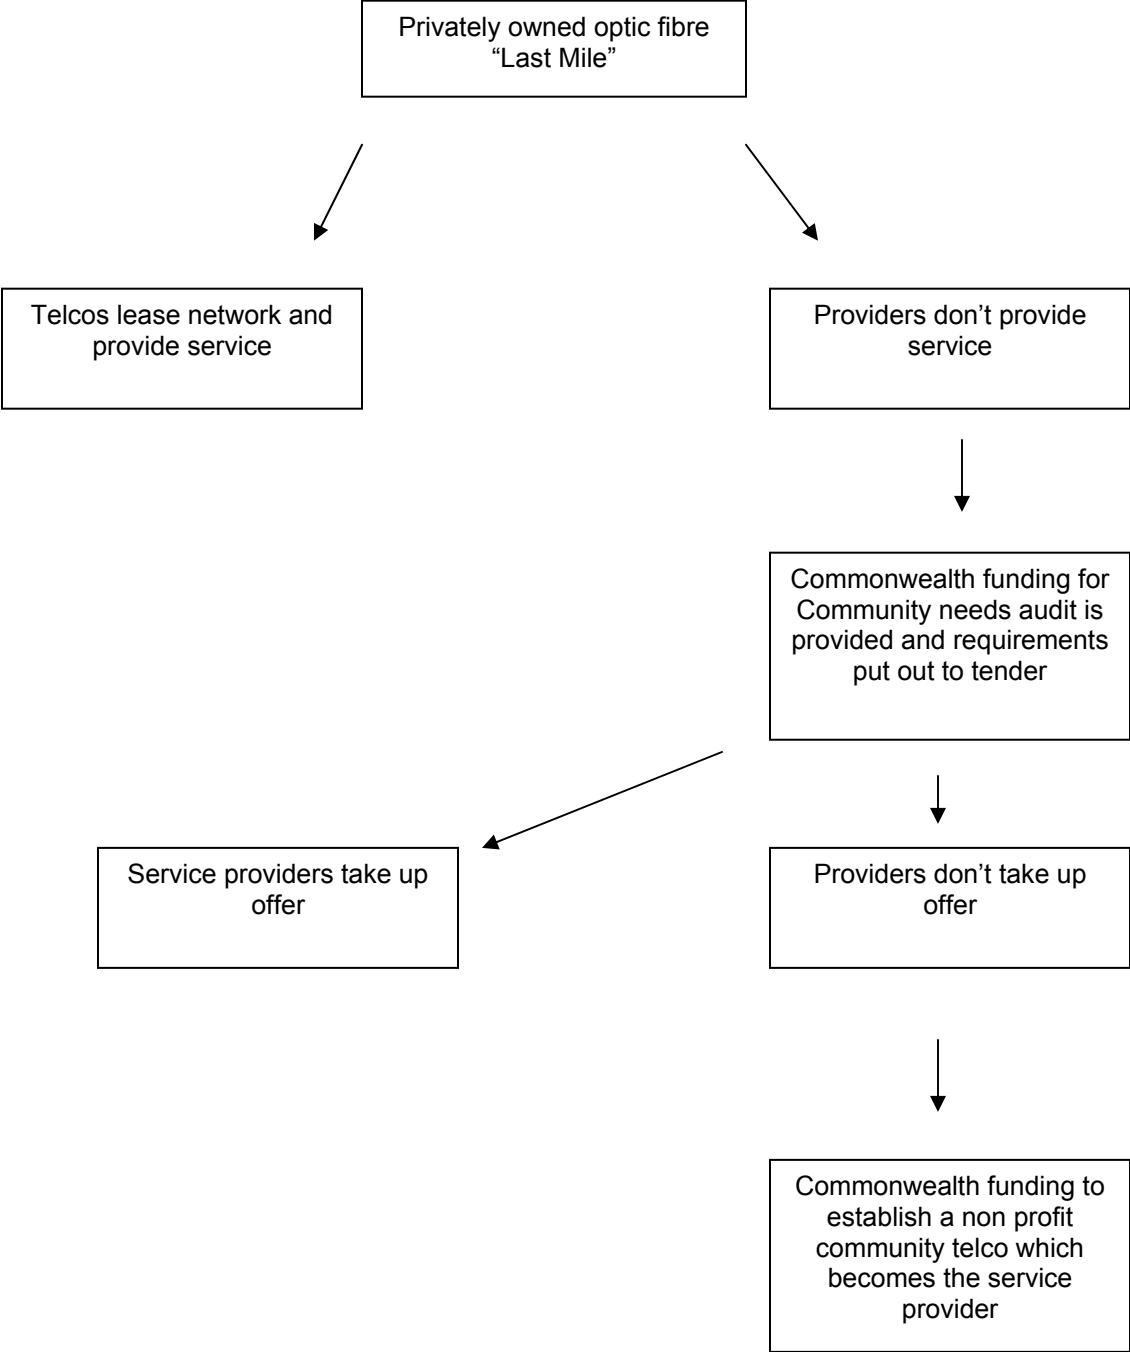 Privately owned optic fibre
“Last Mile”
Telcos lease network and
provide service
Providers don’t provide
service
Commonwealth funding for
Community needs audit is
provided and requirements
put out to tender
Service providers take up
offer
Providers don’t take up
offer
Commonwealth funding to
establish a non profit
community telco which
becomes the service
provider